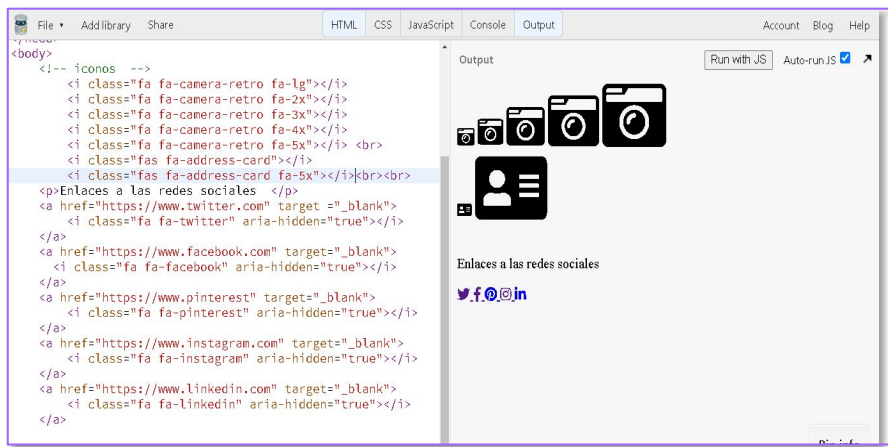 File Add library Share HTML CSS JavaScript Console Output Account Blog Help
<body>
<!-- iconos -->
<i class="fa fa-camera-retro fa-lg"></i>
<i class="fa fa-camera-retro fa-2x"></i>
<i class="fa fa-camera-retro fa-3x"></i>
<i class="fa fa-camera-retro fa-4x"></i>
<i class="fa fa-camera-retro fa-5x"></i> <br>
<i class="fas fa-address-card"></i>
<i class="fas fa-address-card fa-5x"></i><br><br>
<p>Enlaces a las redes sociales </p>
<a href="https://www.twitter.com" target ="_blank">
<i class="fa fa-twitter" aria-hidden="true"></i>
</a>
<a href="https://www.facebook.com" target="_blank">
<i class="fa fa-facebook" aria-hidden="true"></i>
</a>
<a href="https://www.pinterest" target="_blank">
<i class="fa fa-pinterest" aria-hidden="true"></i>
</a>
<a href="https://www.instagram.com" target="_blank">
<i class="fa fa-instagram" aria-hidden="true"></i>
</a>
<a href="https://www.linkedin.com" target="_blank">
<i class="fa fa-linkedin" aria-hidden="true"></i>
</a>
Output Run with JS Auto-run JS
Enlaces a las redes sociales